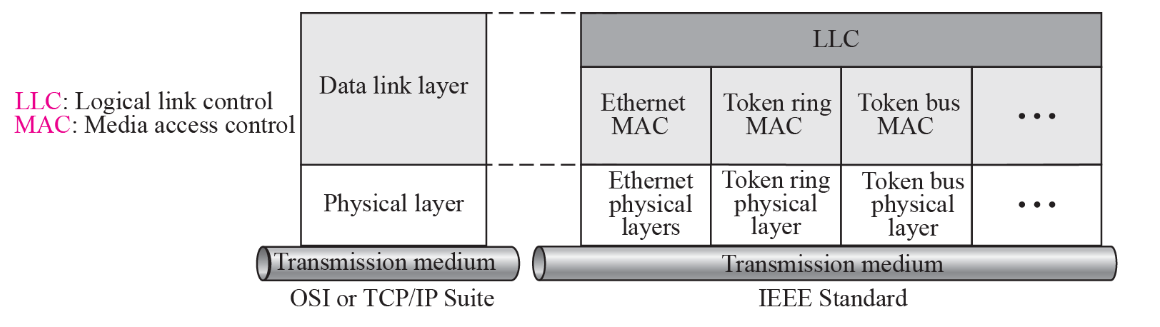 LLC: Logical link control
MAC: Media access control
Data link layer
Physical layer
Transmission medium
OSI or TCP/IP Suite
LLC
Ethernet
MAC
Token ring
MAC
Token bus
MAC
•••
Ethernet
physical
layers
Token ring
physical
layer
Token bus
physical
layer
•••
Transmission medium
IEEE Standard